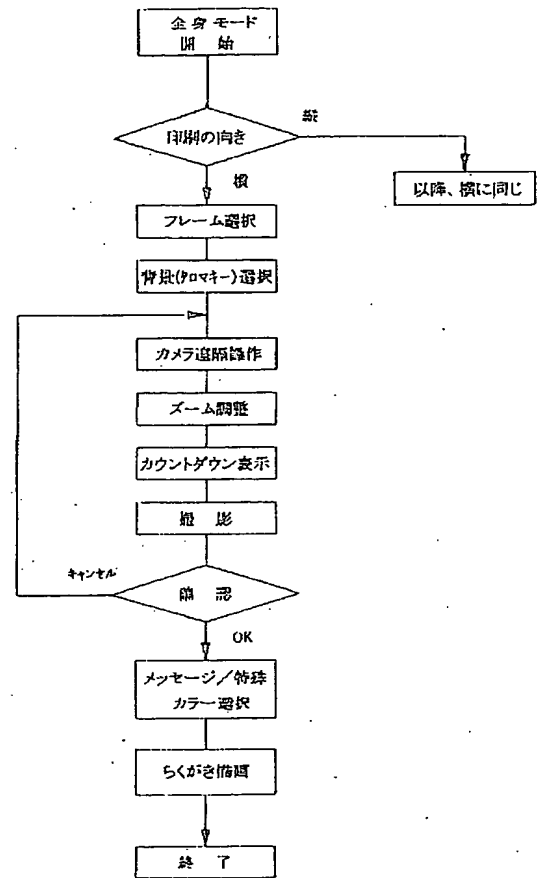 全身モード
開始
印刷の向き
縦
横
以降、横に同じ
フレーム選択
背景(クロマキー)選択
カメラ遠隔操作
ズーム調整
カウントダウン表示
撮影
キャンセル
確認
OK
メッセージ／特殊
カラー選択
らくがき描画
終了